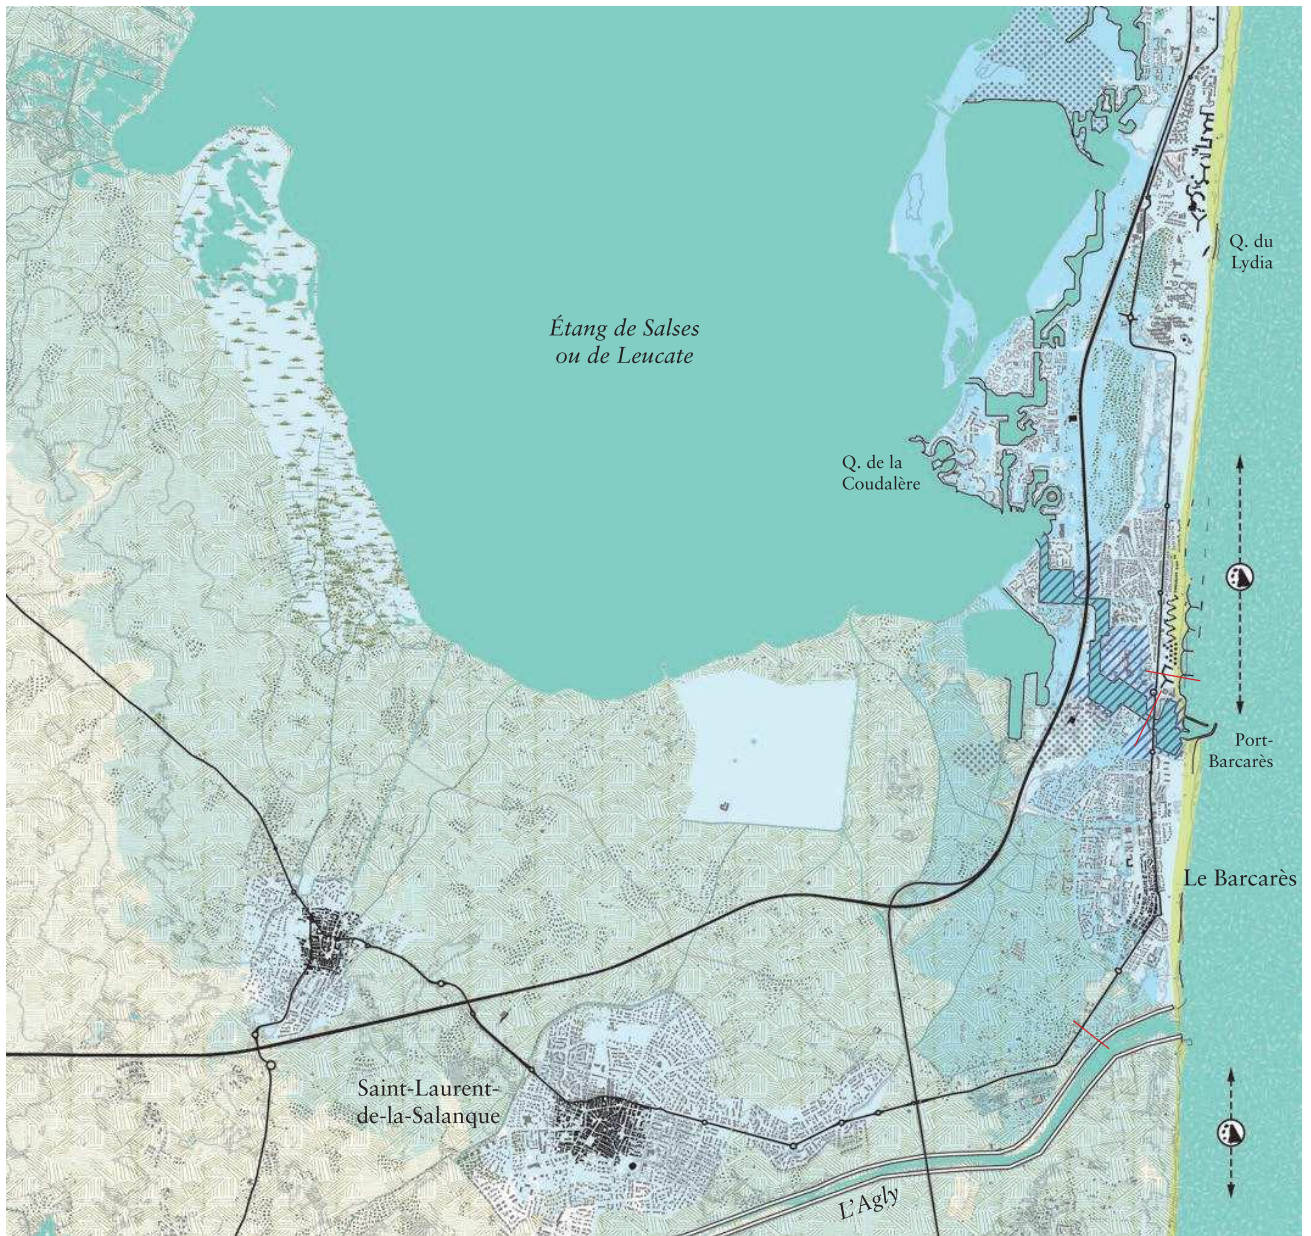 Q. du
Lydia
Étang de Salses
ou de Leucate
Q. de la
Coudalère
Port-
Barcarès
Le Barcarès
Saint-Laurent-
de-la-Salanque
L'Agly